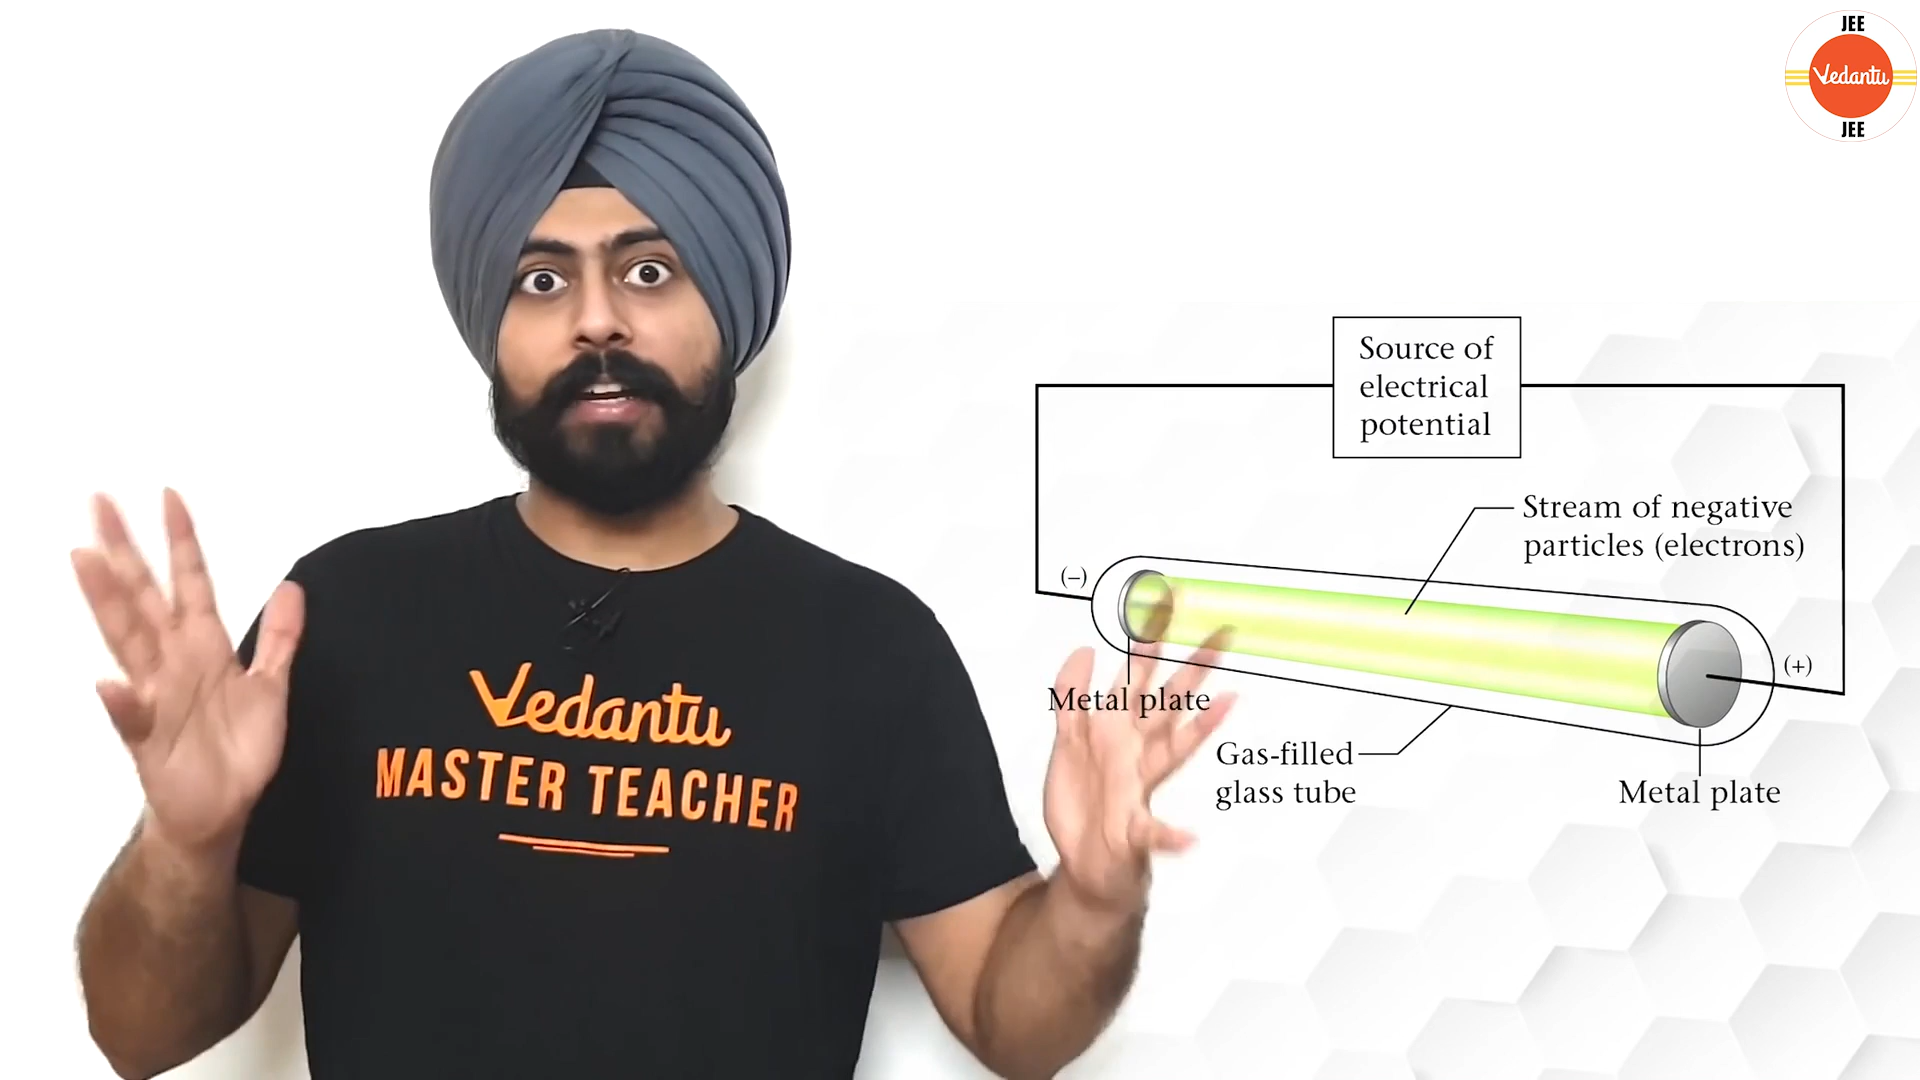 JEE
Vedantu
JEE
Source of
electrical
potential
Stream of negative
particles (electrons)
(–)
(+)
Metal plate
Gas-filled
glass tube
Metal plate
Vedantu
MASTER TEACHER